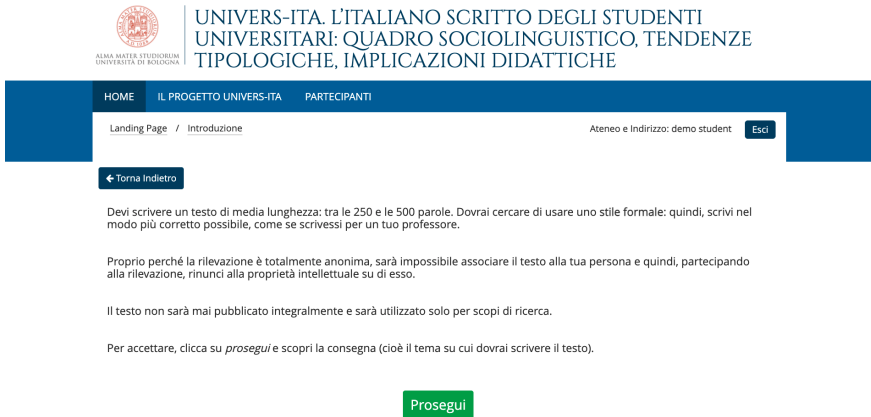 UNIVERS-ITA. L'ITALIANO SCRITTO DEGLI STUDENTI
UNIVERSITARI: QUADRO SOCIOLINGUISTICO, TENDENZE
TIPOLOGICHE, IMPLICAZIONI DIDATTICHE
ALMA MATER STUDIORUM
UNIVERSITÀ DI BOLOGNA
HOME IL PROGETTO UNIVERS-ITA PARTECIPANTI
Landing Page / Introduzione Ateneo e Indirizzo: demo student Esci
Torna Indietro
Devi scrivere un testo di media lunghezza: tra le 250 e le 500 parole. Dovrai cercare di usare uno stile formale: quindi, scrivi nel
modo più corretto possibile, come se scrivessi per un tuo professore.
Proprio perché la rilevazione è totalmente anonima, sarà impossibile associare il testo alla tua persona e quindi, partecipando
alla rilevazione, rinunci alla proprietà intellettuale su di esso.
Il testo non sarà mai pubblicato integralmente e sarà utilizzato solo per scopi di ricerca.
Per accettare, clicca su prosegui e scopri la consegna (cioè il tema su cui dovrai scrivere il testo).
Prosegui